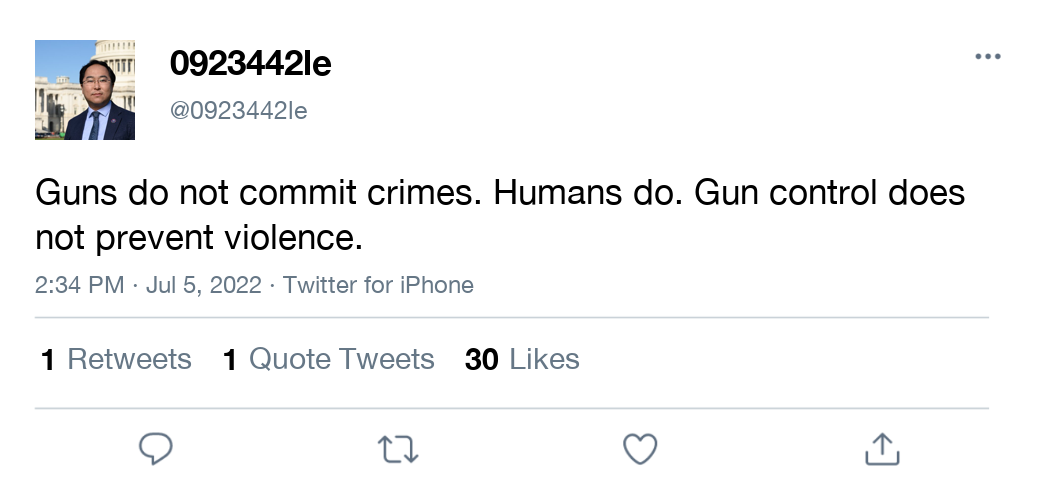 0923442le
@0923442le
Guns do not commit crimes. Humans do. Gun control does
not prevent violence.
2:34 PM · Jul 5, 2022 · Twitter for iPhone
1 Retweets 1 Quote Tweets 30 Likes